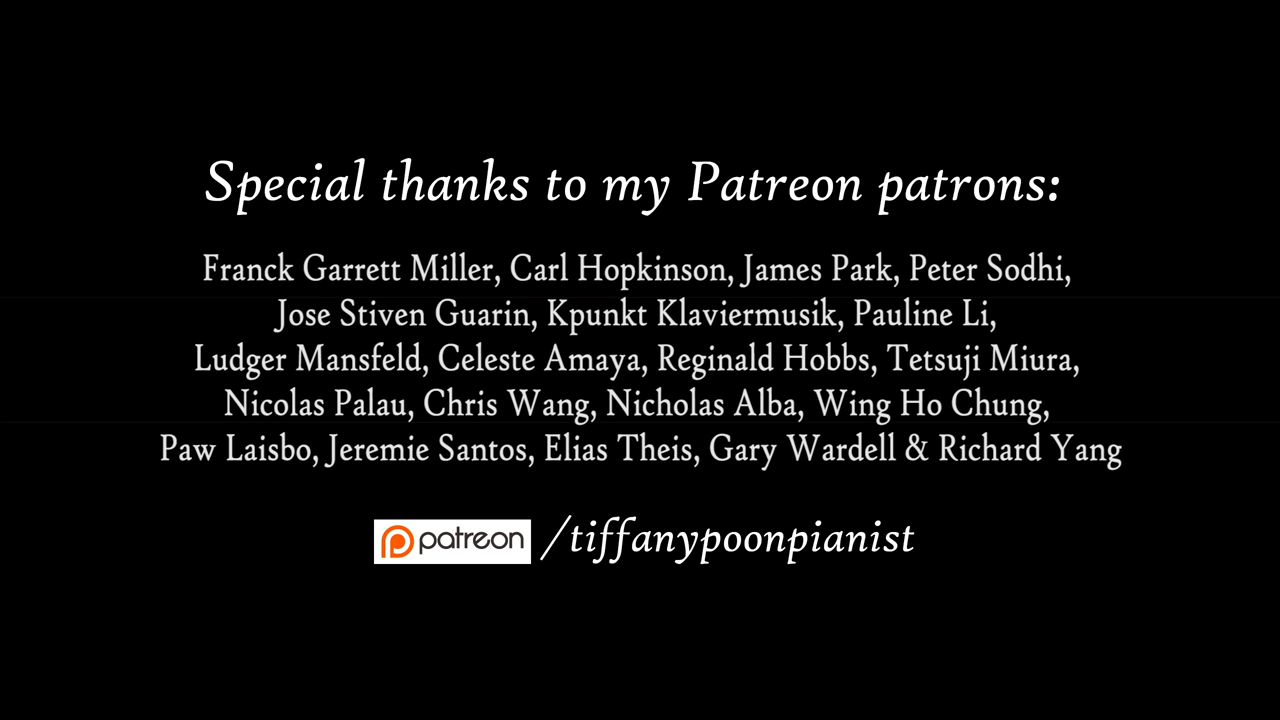 Special thanks to my Patreon patrons:
Franck Garrett Miller, Carl Hopkinson, James Park, Peter Sodhi,
Jose Stiven Guarin, Kpunkt Klaviermusik, Pauline Li,
Ludger Mansfeld, Celeste Amaya, Reginald Hobbs, Tetsuji Miura,
Nicolas Palau, Chris Wang, Nicholas Alba, Wing Ho Chung,
Paw Laisbo, Jeremie Santos, Elias Theis, Gary Wardell & Richard Yang
patreon /tiffanypoonpianist